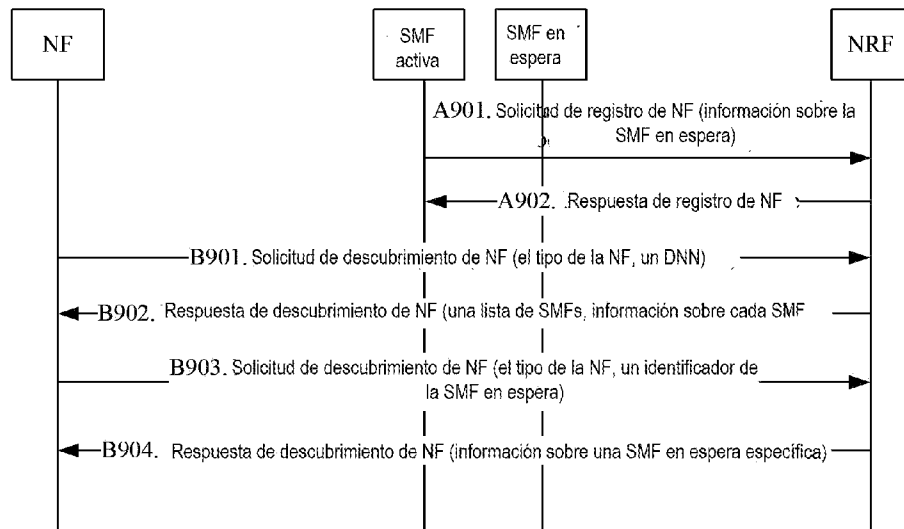 NF
SMF
activa
SMF en
espera
NRF
A901. Solicitud de registro de NF (información sobre la
SMF en espera)
A902. Respuesta de registro de NF
B901. Solicitud de descubrimiento de NF (el tipo de la NF, un DNN)
B902. Respuesta de descubrimiento de NF (una lista de SMFs, información sobre cada SMF
B903. Solicitud de descubrimiento de NF (el tipo de la NF, un identificador de
la SMF en espera)
B904. Respuesta de descubrimiento de NF (información sobre una SMF en espera específica)